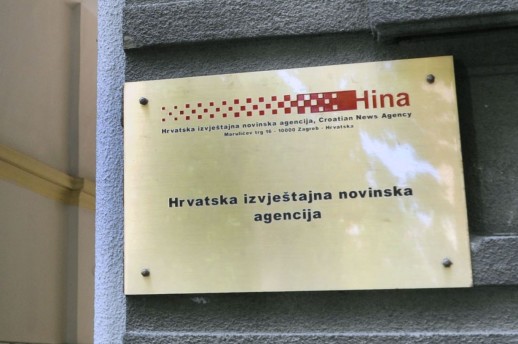 Hina
Hrvatska izvještajna novinska agencija, Croatian News Agency
Marulićev trg 16 - 10000 Zagreb - Hrvatska
Hrvatska izvještajna novinska
agencija